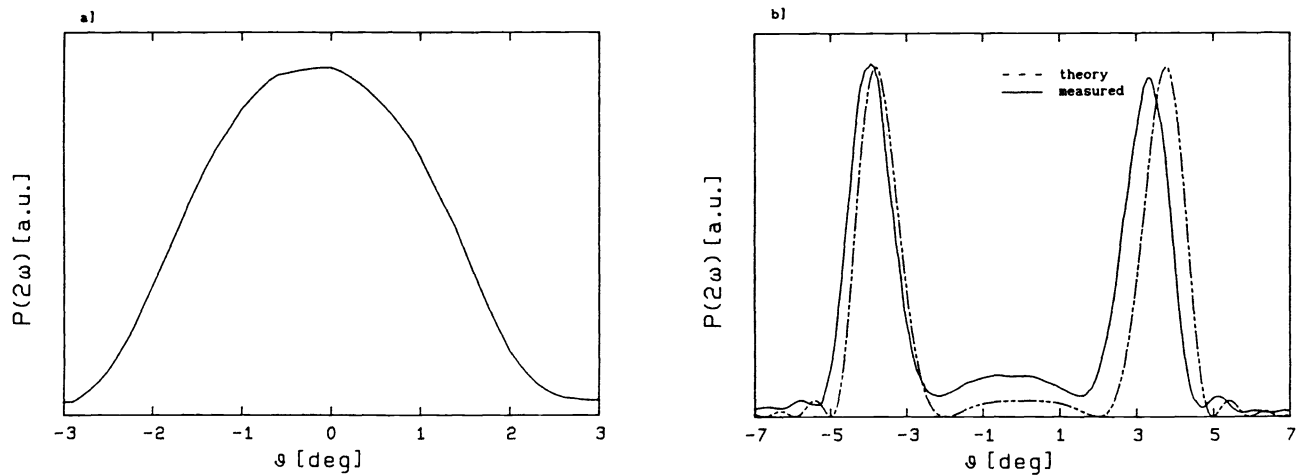 a]
P(2ω) [a.u.]
-3 -2 -1 0 1 2 3
ϑ [deg]
b]
theory
measured
P(2ω) [a.u.]
-7 -5 -3 -1 1 3 5 7
ϑ [deg]